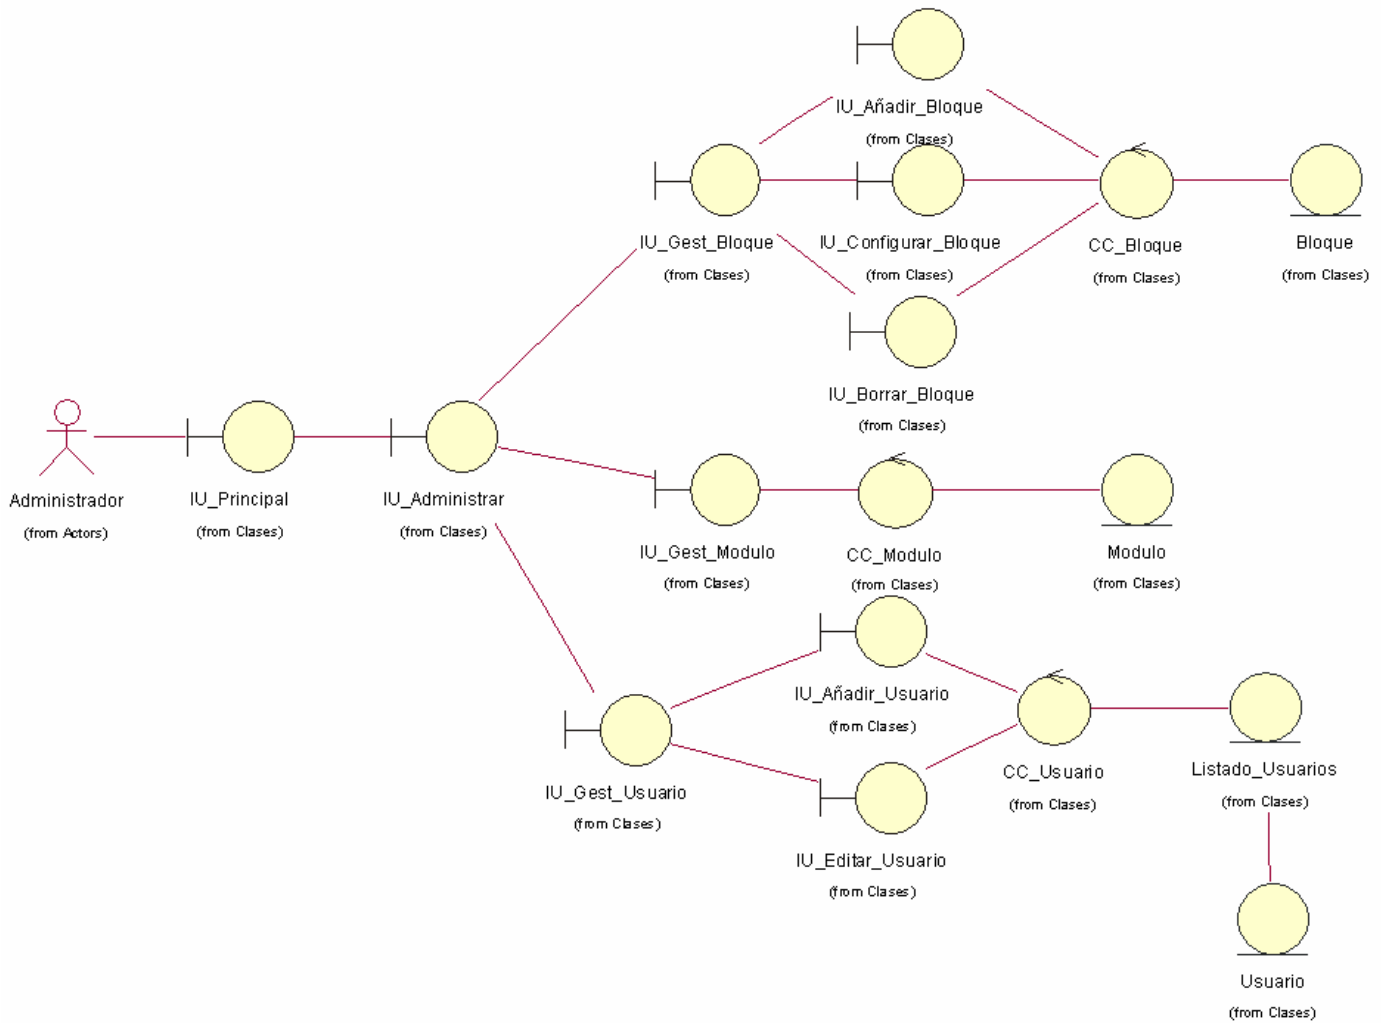 IU_Añadir_Bloque
(from Clases)
IU_Gest_Bloque
(from Clases)
IU_Configurar_Bloque
(from Clases)
CC_Bloque
(from Clases)
Bloque
(from Clases)
IU_Borrar_Bloque
(from Clases)
Administrador
(from Actors)
IU_Principal
(from Clases)
IU_Administrar
(from Clases)
IU_Gest_Modulo
(from Clases)
CC_Modulo
(from Clases)
Modulo
(from Clases)
IU_Añadir_Usuario
(from Clases)
IU_Gest_Usuario
(from Clases)
CC_Usuario
(from Clases)
Listado_Usuarios
(from Clases)
IU_Editar_Usuario
(from Clases)
Usuario
(from Clases)